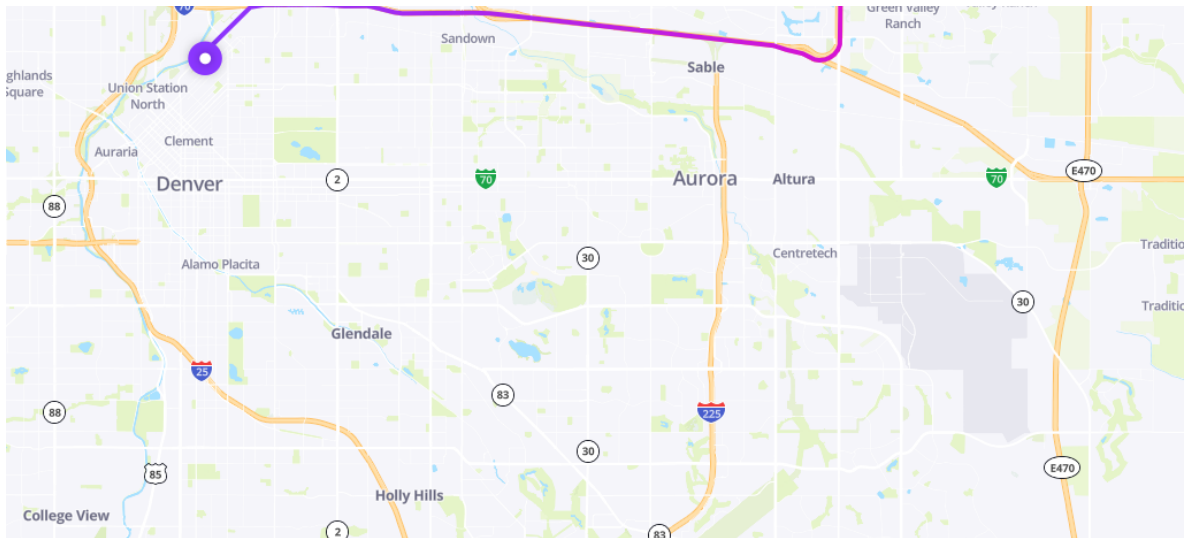 70
Green Valley
Ranch
Sandown
Sable
ghlands
Square
Union Station
North
Clement
Auraria
Denver
2
70
Aurora
Altura
70
E470
88
Alamo Placita
30
Centretech
Traditio
30
Traditio
Glendale
25
83
88
225
30
85
E470
Holly Hills
College View
2
83